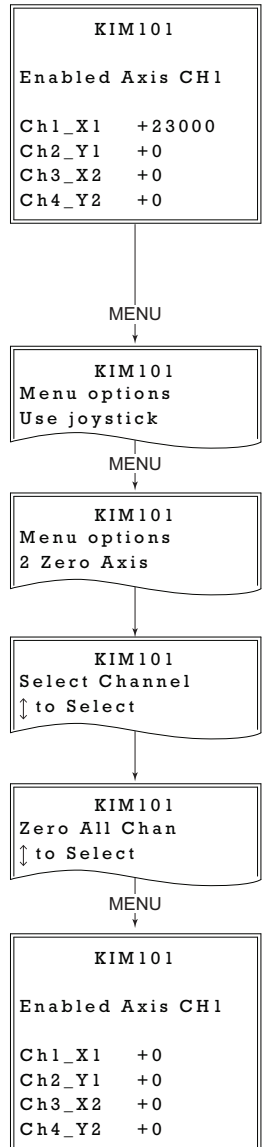 KIM101
Enabled Axis CH1
Ch1_X1 +23000
Ch2_Y1 +0
Ch3_X2 +0
Ch4_Y2 +0
MENU
KIM101
Menu options
Use joystick
MENU
KIM101
Menu options
2 Zero Axis
KIM101
Select Channel
↕ to Select
KIM101
Zero All Chan
↕ to Select
MENU
KIM101
Enabled Axis CH1
Ch1_X1 +0
Ch2_Y1 +0
Ch3_X2 +0
Ch4_Y2 +0